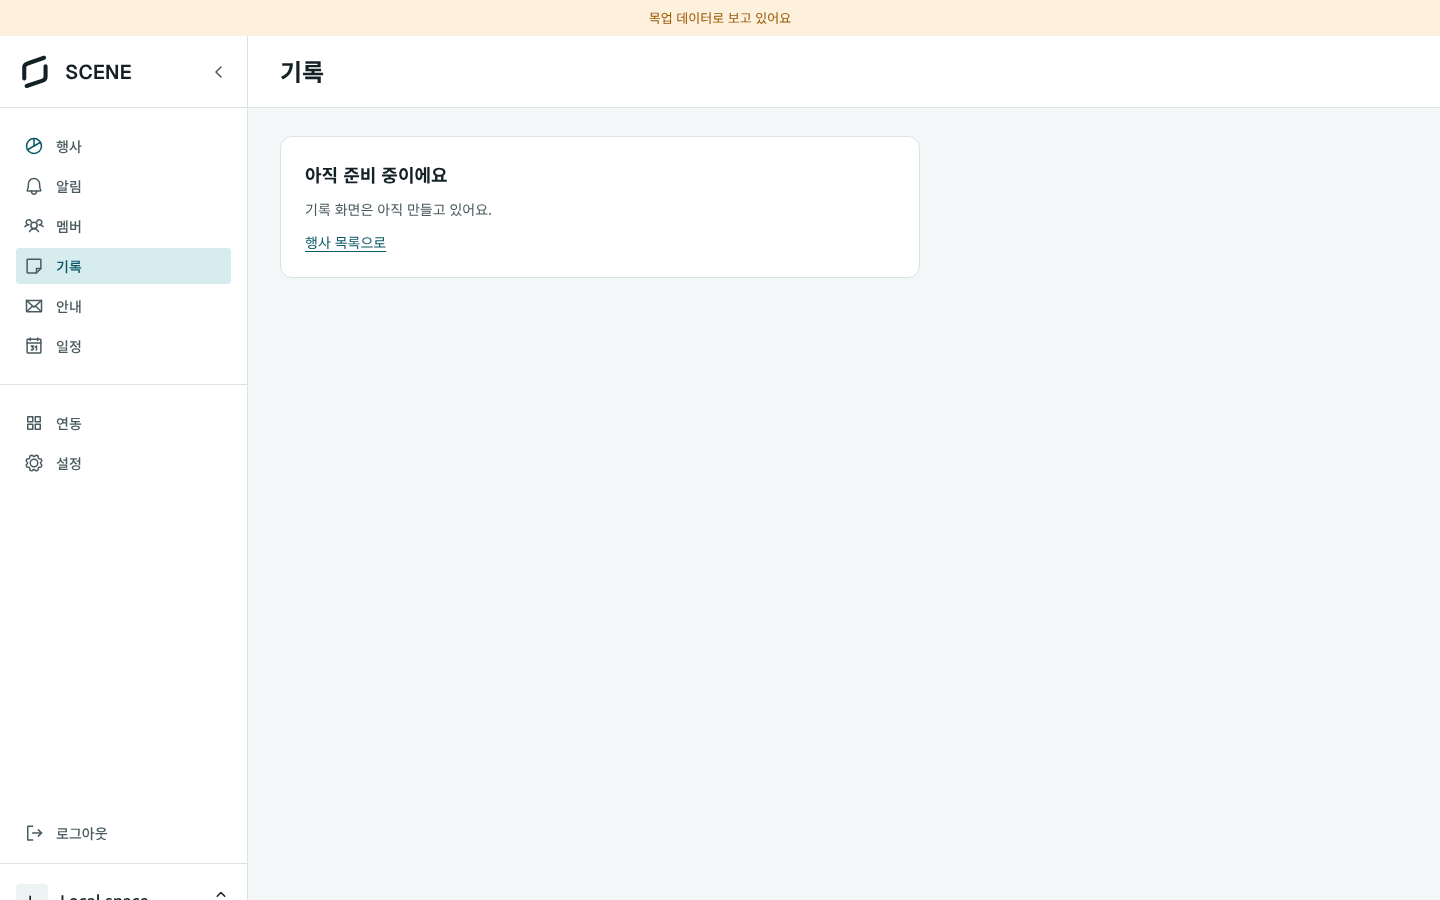 목업 데이터로 보고 있어요
SCENE
기록
행사
알림
멤버
기록
안내
31
일정
연동
설정
로그아웃
L
Local space
아직 준비 중이에요
기록 화면은 아직 만들고 있어요.
행사 목록으로